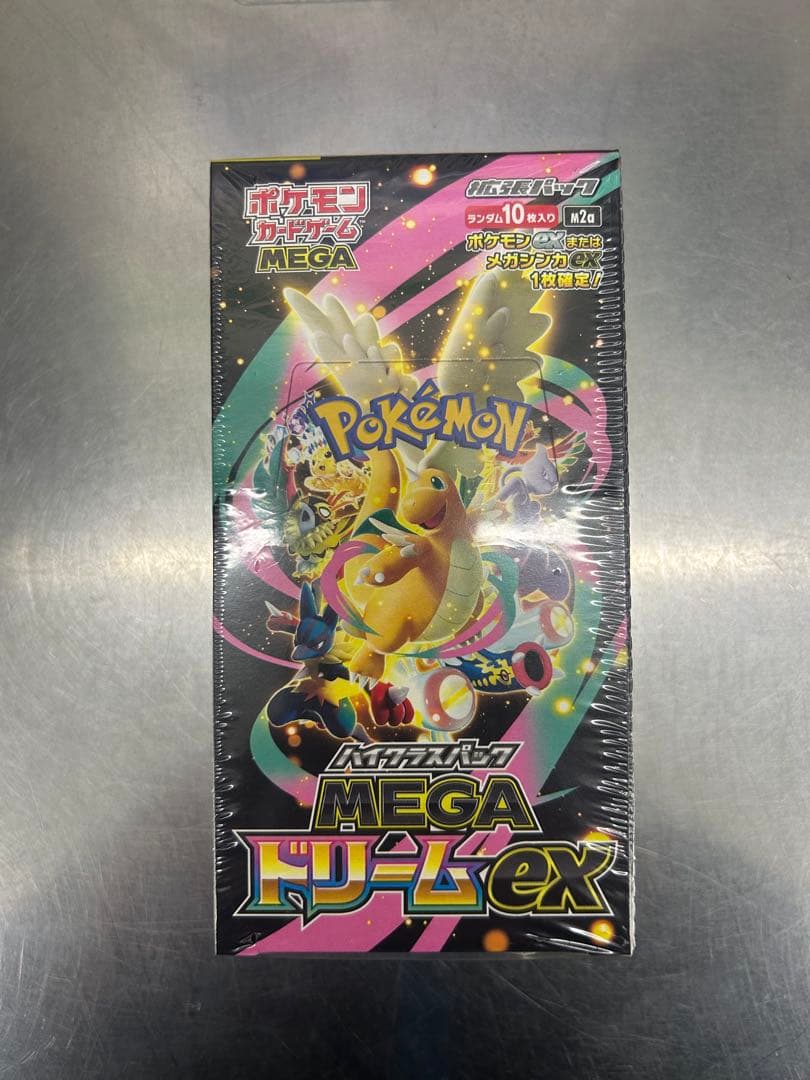 ポケモン
カードゲーム
MEGA
拡張パック
ランダム10枚入り
M2a
ポケモンexまたは
メガシンカex
1枚確定!
POKéMON
ハイクラスパック
MEGA
ドリームex